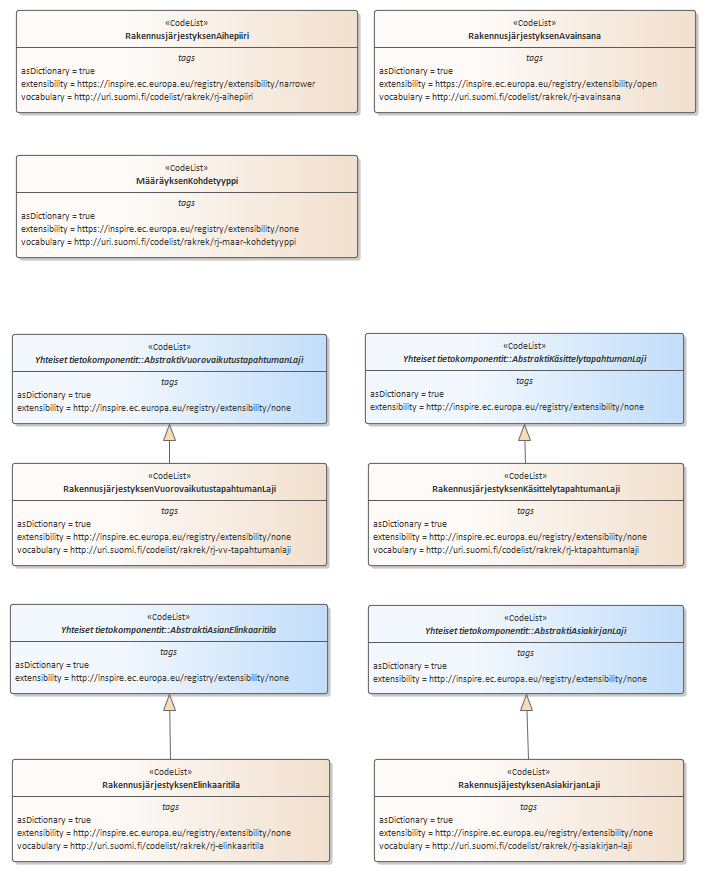 «CodeList»
RakennusjärjestyksenAihepiiri
tags
asDictionary = true
extensibility = https://inspire.ec.europa.eu/registry/extensibility/narrower
vocabulary = http://uri.suomi.fi/codelist/rakrek/rj-aihepiiri
«CodeList»
RakennusjärjestyksenAvainsana
tags
asDictionary = true
extensibility = https://inspire.ec.europa.eu/registry/extensibility/open
vocabulary = http://uri.suomi.fi/codelist/rakrek/rj-avainsana
«CodeList»
MääräyksenKohdetyyppi
tags
asDictionary = true
extensibility = https://inspire.ec.europa.eu/registry/extensibility/none
vocabulary = http://uri.suomi.fi/codelist/rakrek/rj-maar-kohdetyyppi
«CodeList»
Yhteiset tietokomponentit::AbstraktiVuorovaikutustapahtumanLaji
tags
asDictionary = true
extensibility = http://inspire.ec.europa.eu/registry/extensibility/none
«CodeList»
Yhteiset tietokomponentit::AbstraktiKäsittelytapahtumanLaji
tags
asDictionary = true
extensibility = http://inspire.ec.europa.eu/registry/extensibility/none
«CodeList»
RakennusjärjestyksenVuorovaikutustapahtumanLaji
tags
asDictionary = true
extensibility = http://inspire.ec.europa.eu/registry/extensibility/none
vocabulary = http://uri.suomi.fi/codelist/rakrek/rj-vv-tapahtumanlaji
«CodeList»
RakennusjärjestyksenKäsittelytapahtumanLaji
tags
asDictionary = true
extensibility = http://inspire.ec.europa.eu/registry/extensibility/none
vocabulary = http://uri.suomi.fi/codelist/rakrek/rj-ktapahtumanlaji
«CodeList»
Yhteiset tietokomponentit::AbstraktiAsianElinkaaritila
tags
asDictionary = true
extensibility = http://inspire.ec.europa.eu/registry/extensibility/none
«CodeList»
Yhteiset tietokomponentit::AbstraktiAsiakirjanLaji
tags
asDictionary = true
extensibility = http://inspire.ec.europa.eu/registry/extensibility/none
«CodeList»
RakennusjärjestyksenElinkaaritila
tags
asDictionary = true
extensibility = http://inspire.ec.europa.eu/registry/extensibility/none
vocabulary = http://uri.suomi.fi/codelist/rakrek/rj-elinkaaritila
«CodeList»
RakennusjäjestyksenAsiakirjanLaji
tags
asDictionary = true
extensibility = http://inspire.ec.europa.eu/registry/extensibility/none
vocabulary = http://uri.suomi.fi/codelist/rakrek/rj-asiakirjan-laji